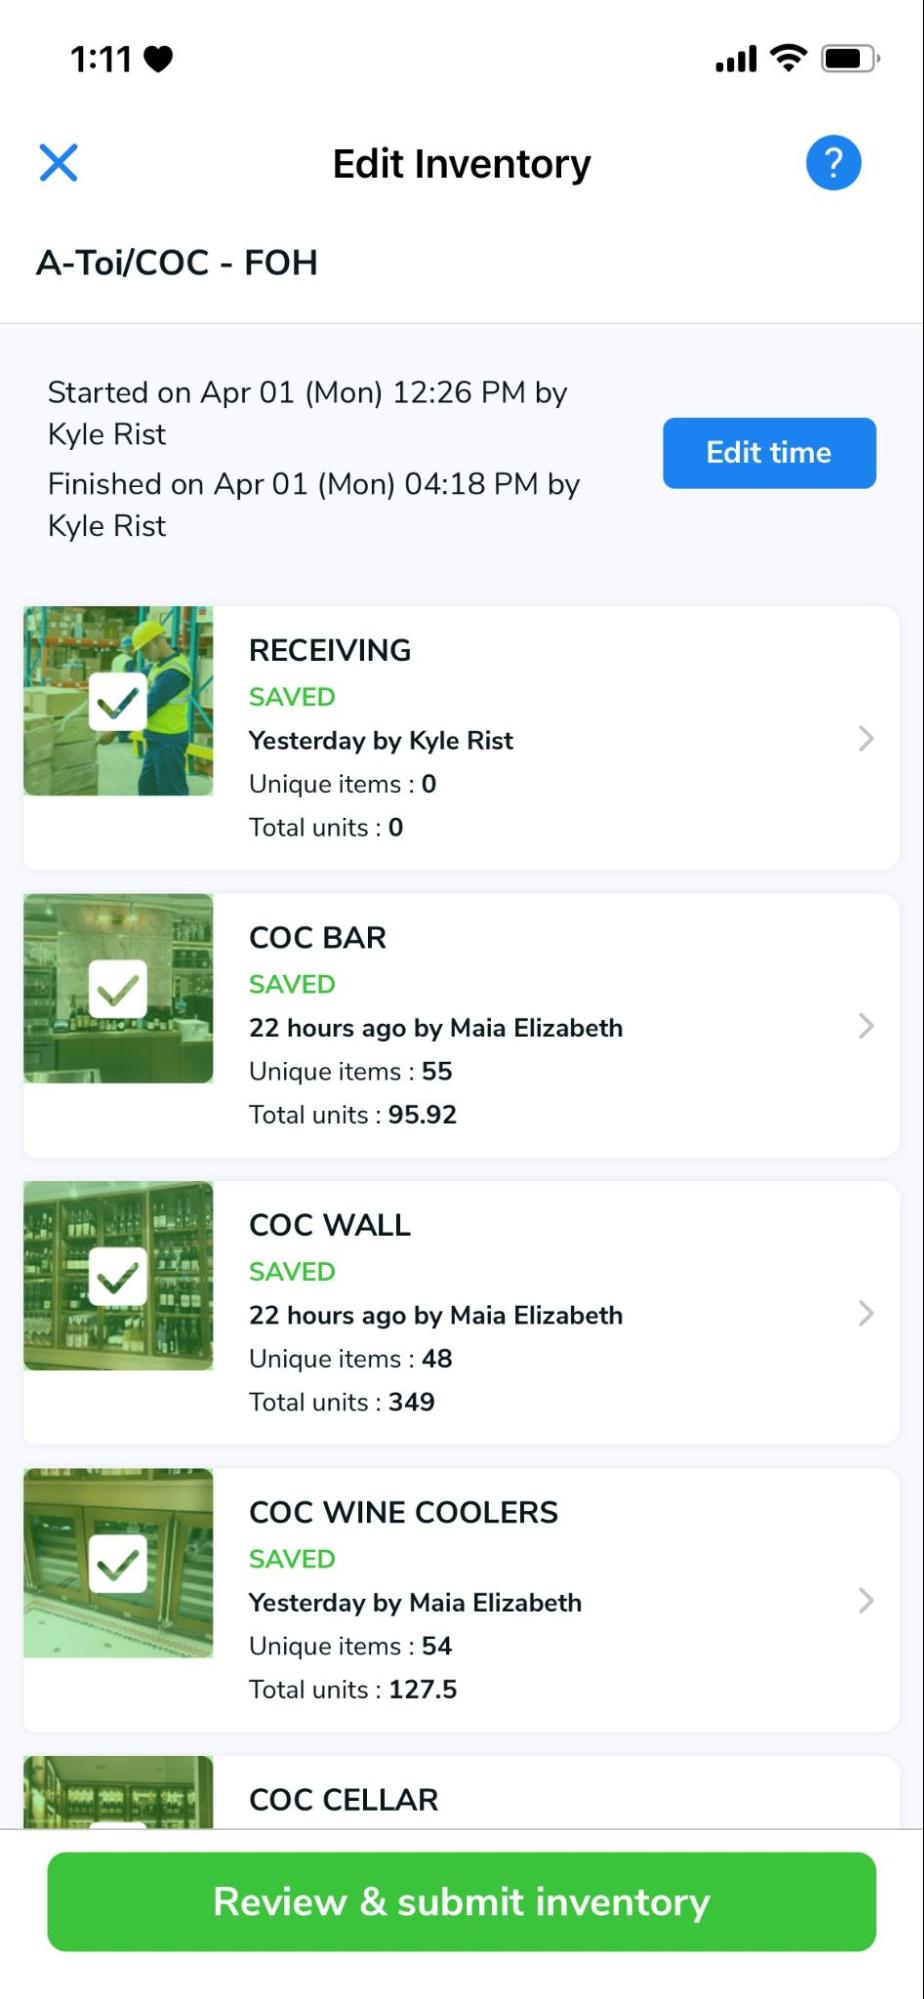 1:11
Edit Inventory
?
A-Toi/COC - FOH
Started on Apr 01 (Mon) 12:26 PM by
Kyle Rist
Finished on Apr 01 (Mon) 04:18 PM by
Kyle Rist
Edit time
RECEIVING
SAVED
Yesterday by Kyle Rist
Unique items : 0
Total units : 0
COC BAR
SAVED
22 hours ago by Maia Elizabeth
Unique items : 55
Total units : 95.92
COC WALL
SAVED
22 hours ago by Maia Elizabeth
Unique items : 48
Total units : 349
COC WINE COOLERS
SAVED
Yesterday by Maia Elizabeth
Unique items : 54
Total units : 127.5
COC CELLAR
Review & submit inventory